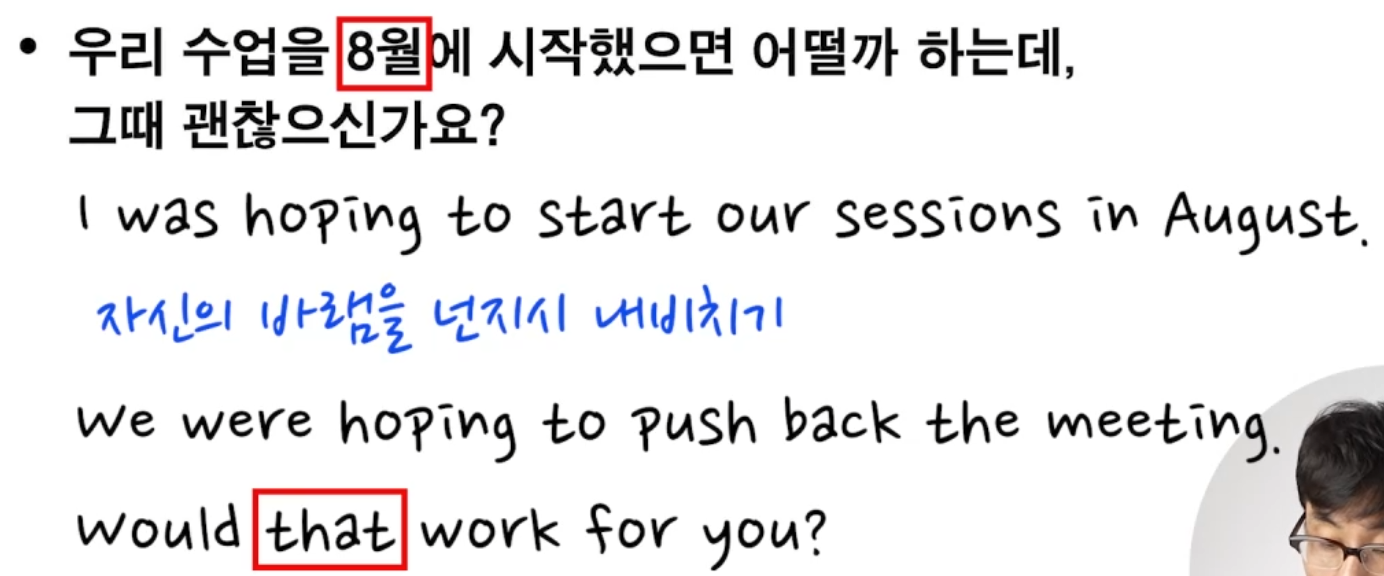 • 우리 수업을 8월에 시작했으면 어떨까 하는데,
그때 괜찮으신가요?
I was hoping to start our sessions in August.
자신의 바램을 넌지시 내비치기
We were hoping to push back the meeting.
Would that work for you?